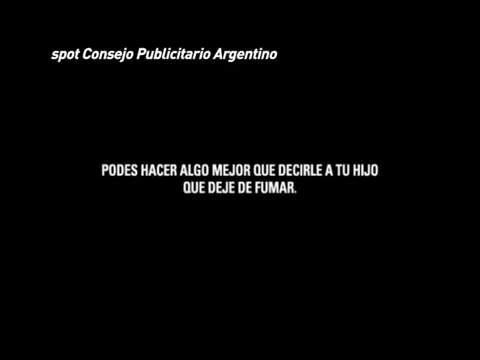 spot Consejo Publicitario Argentino
PODES HACER ALGO MEJOR QUE DECIRLE A TU HIJO
QUE DEJE DE FUMAR.